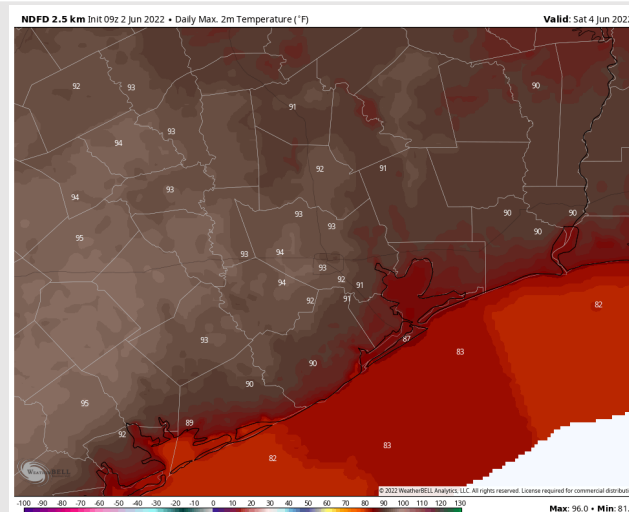 NDFD 2.5 km Init 09z 2 Jun 2022 • Daily Max. 2m Temperature (°F)
Valid: Sat 4 Jun 2022
92 93 90
91
93
94
92 91
93
94
93 90 90
93 90
95
93 94
93
94 92 91
92 91
82
93 87
83
90
90
95
89
92
83
82
WeatherBELL
© 2022 WeatherBELL Analytics, LLC. All rights reserved. License required for commercial distributi
-100 -90 -80 -70 -60 -50 -40 -30 -20 -10 0 10 20 30 40 50 60 70 80 90 100 110 120 130
Max: 96.0 • Min: 81.